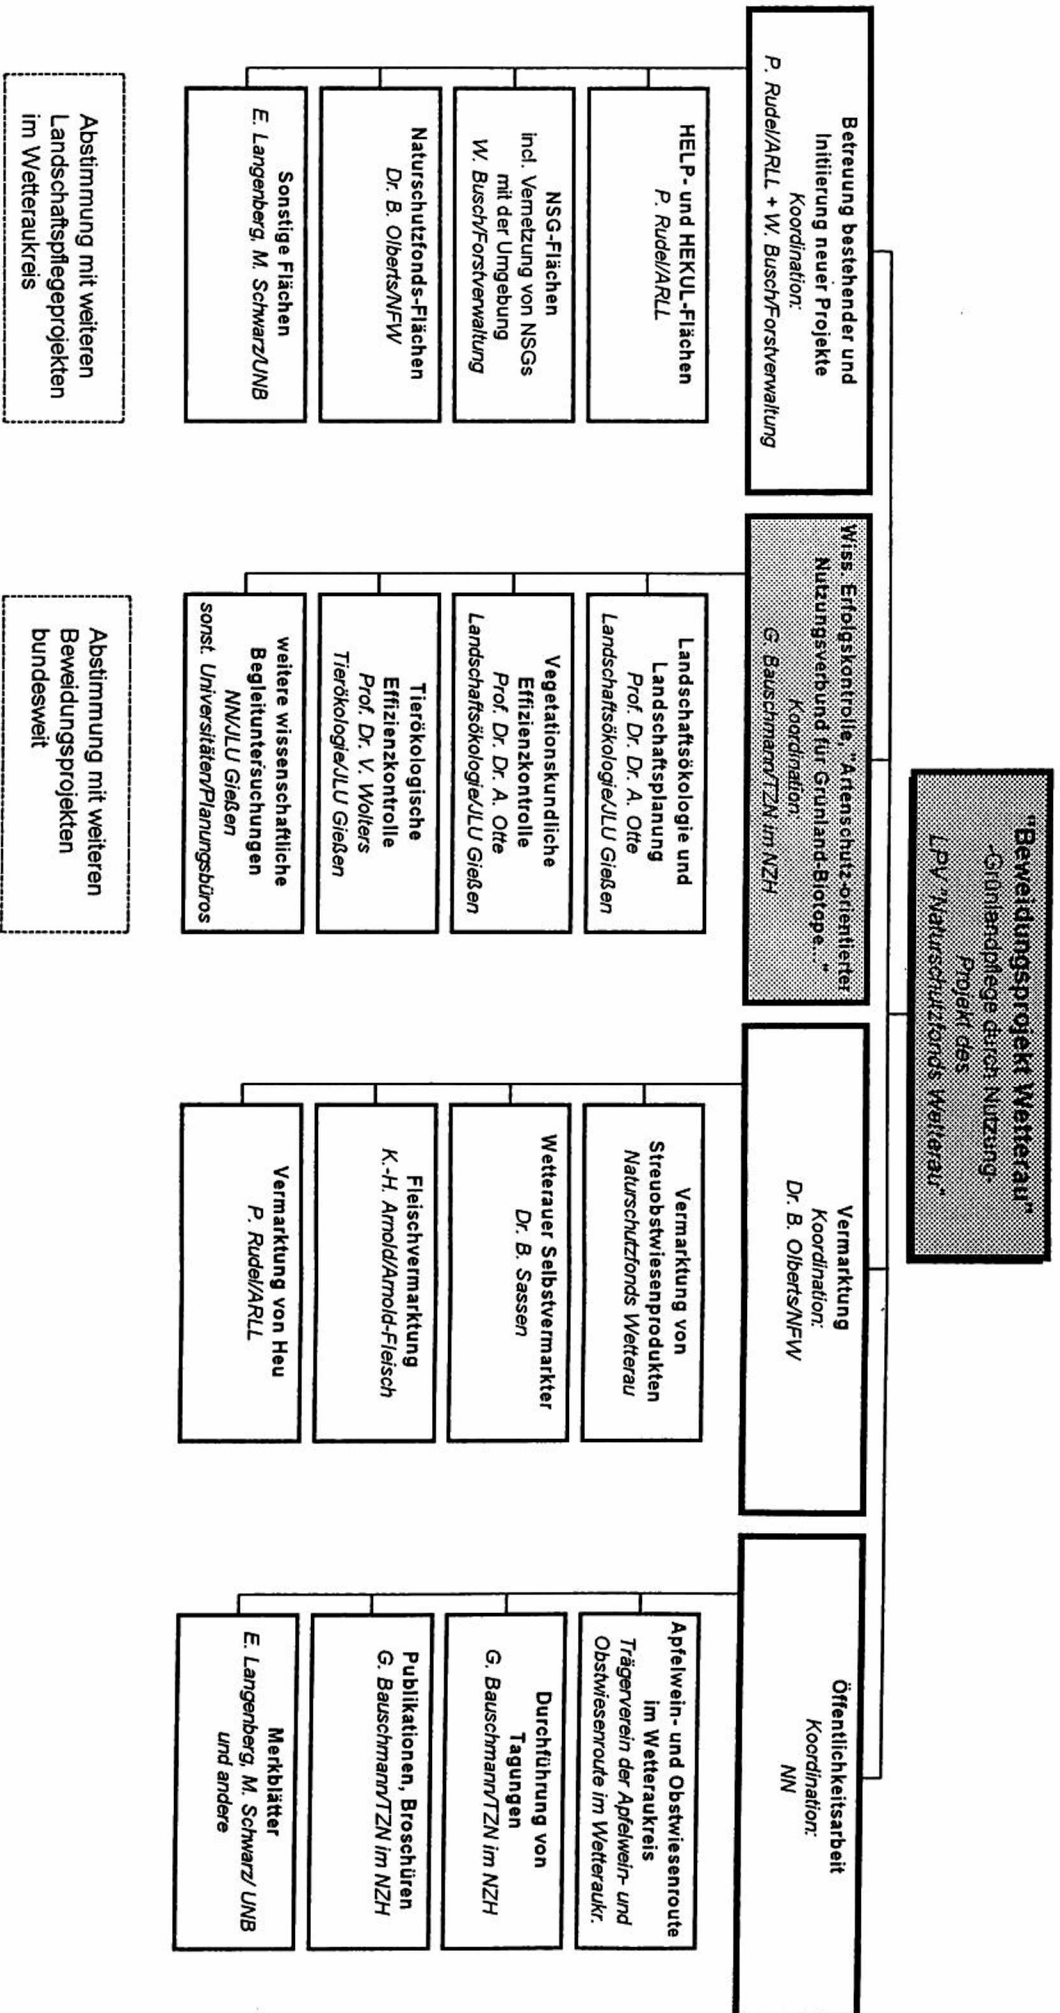 "Beweidungsprojekt Wetterau"
-Grünlandpflege durch Nutzung-
Projekt des
LPV "Naturschutzfonds Wetterau"
Betreuung bestehender und
Initiierung neuer Projekte
Koordination:
P. Rudel/ARLL + W. Busch/Forstverwaltung
HELP- und HEKUL-Flächen
P. Rudel/ARLL
NSG-Flächen
incl. Vernetzung von NSGs
mit der Umgebung
W. Busch/Forstverwaltung
Naturschutzfonds-Flächen
Dr. B. Olberts/NFW
Sonstige Flächen
E. Langenberg, M. Schwarz/UNB
Abstimmung mit weiteren
Landschaftspflegeprojekten
im Wetteraukreis
Wiss. Erfolgskontrolle, "Artenschutz-orientierter
Nutzungsverbund für Grünland-Biotope..."
Koordination:
G. Bauschmann/TZN im NZH
Landschaftsökologie und
Landschaftsplanung
Prof. Dr. Dr. A. Otte
Landschaftsökologie/JLU Gießen
Vegetationskundliche
Effizienzkontrolle
Prof. Dr. Dr. A. Otte
Landschaftsökologie/JLU Gießen
Tierökologische
Effizienzkontrolle
Prof. Dr. V. Wolters
Tierökologie/JLU Gießen
weitere wissenschaftliche
Begleituntersuchungen
NN/JLU Gießen
sonst. Universitäten/Planungsbüros
Abstimmung mit weiteren
Beweidungsprojekten
bundesweit
Vermarktung
Koordination:
Dr. B. Olberts/NFW
Vermarktung von
Streuobstwiesenprodukten
Naturschutzfonds Wetterau
Wetterauer Selbstvermarkter
Dr. B. Sassen
Fleischvermarktung
K.-H. Arnold/Arnold-Fleisch
Vermarktung von Heu
P. Rudel/ARLL
Öffentlichkeitsarbeit
Koordination:
NN
Apfelwein- und Obstwiesenroute
im Wetteraukreis
Trägerverein der Apfelwein- und
Obstwiesenroute im Wetteraukr.
Durchführung von
Tagungen
G. Bauschmann/TZN im NZH
Publikationen, Broschüren
G. Bauschmann/TZN im NZH
Merkblätter
E. Langenberg, M. Schwarz/ UNB
und andere